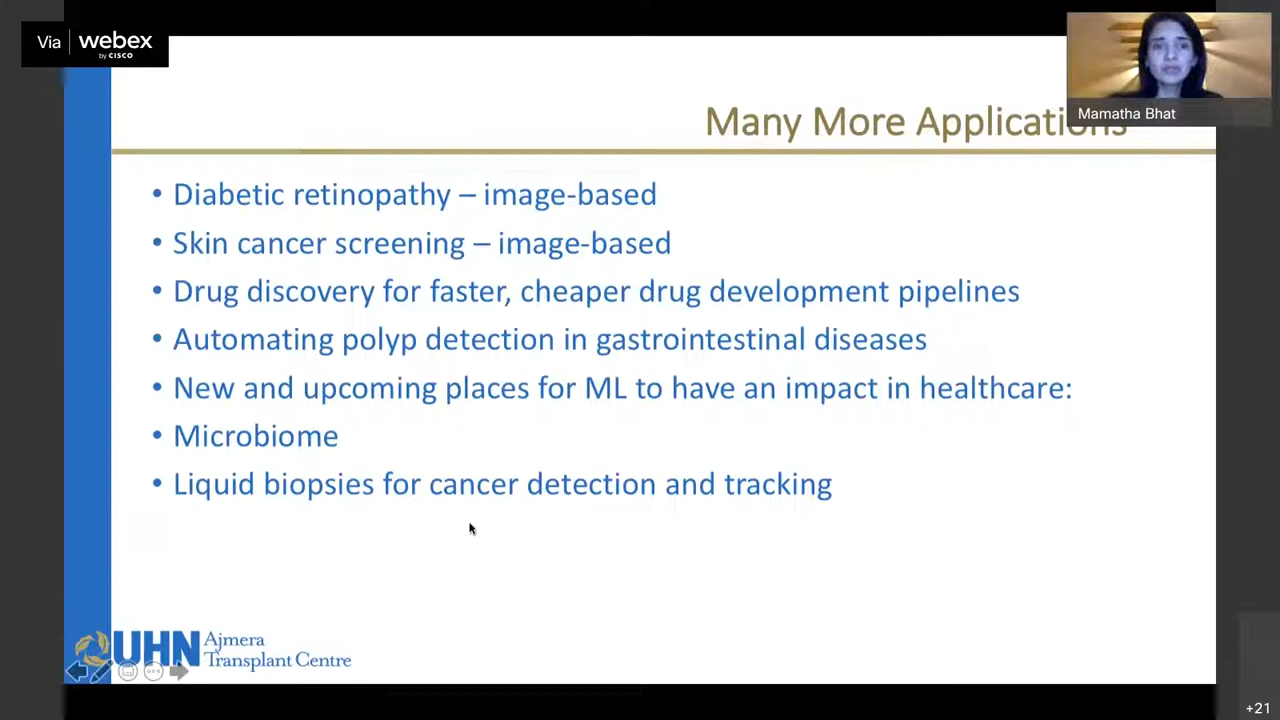 Via webex
by CISCO
Mamatha Bhat
Many More Applications
• Diabetic retinopathy – image-based
• Skin cancer screening – image-based
• Drug discovery for faster, cheaper drug development pipelines
• Automating polyp detection in gastrointestinal diseases
• New and upcoming places for ML to have an impact in healthcare:
• Microbiome
• Liquid biopsies for cancer detection and tracking
UHN Ajmera
Transplant Centre
+21